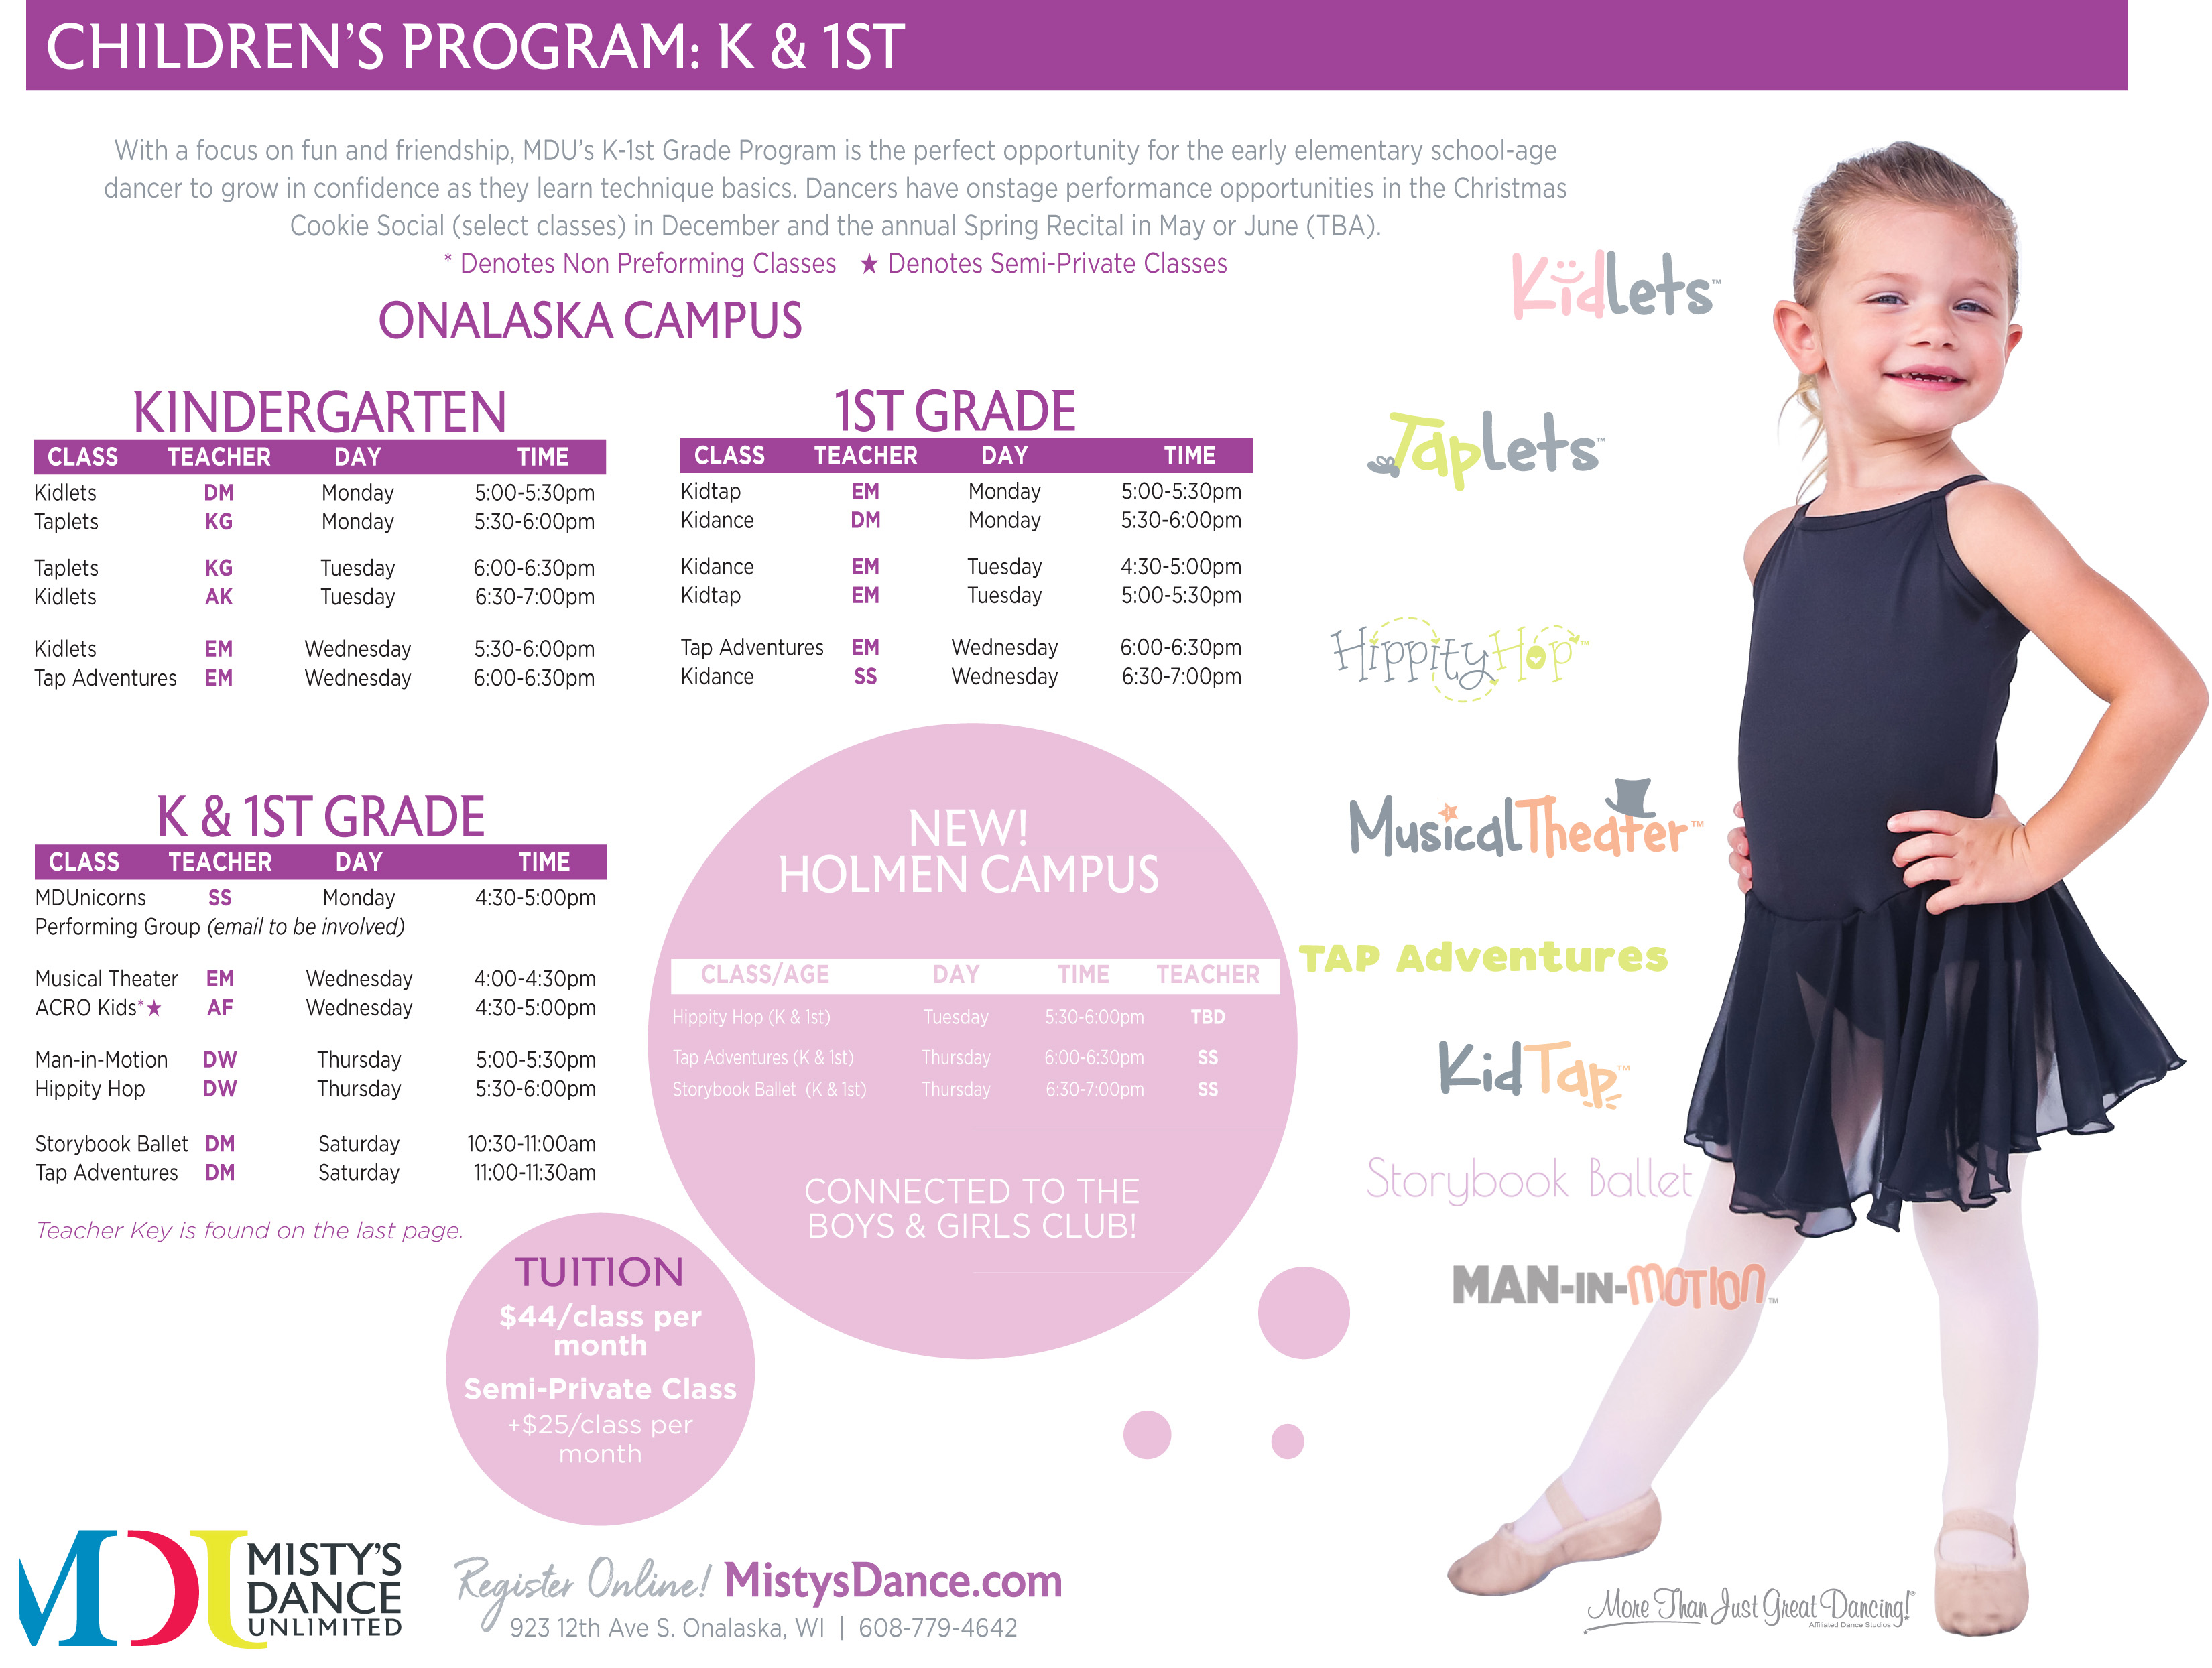 CHILDREN'S PROGRAM: K & 1ST
With a focus on fun and friendship, MDU's K-1st Grade Program is the perfect opportunity for the early elementary school-age
dancer to grow in confidence as they learn technique basics. Dancers have onstage performance opportunities in the Christmas
Cookie Social (select classes) in December and the annual Spring Recital in May or June (TBA).
* Denotes Non Preforming Classes ★ Denotes Semi-Private Classes
ONALASKA CAMPUS
KINDERGARTEN
CLASS TEACHER DAY TIME
Kidlets DM Monday 5:00-5:30pm
Taplets KG Monday 5:30-6:00pm
Taplets KG Tuesday 6:00-6:30pm
Kidlets AK Tuesday 6:30-7:00pm
Kidlets EM Wednesday 5:30-6:00pm
Tap Adventures EM Wednesday 6:00-6:30pm
1ST GRADE
CLASS TEACHER DAY TIME
Kidtap EM Monday 5:00-5:30pm
Kidance DM Monday 5:30-6:00pm
Kidance EM Tuesday 4:30-5:00pm
Kidtap EM Tuesday 5:00-5:30pm
Tap Adventures EM Wednesday 6:00-6:30pm
Kidance SS Wednesday 6:30-7:00pm
K & 1ST GRADE
CLASS TEACHER DAY TIME
MDUnicorns SS Monday 4:30-5:00pm
Performing Group (email to be involved)
Musical Theater EM Wednesday 4:00-4:30pm
ACRO Kids*★ AF Wednesday 4:30-5:00pm
Man-in-Motion DW Thursday 5:00-5:30pm
Hippity Hop DW Thursday 5:30-6:00pm
Storybook Ballet DM Saturday 10:30-11:00am
Tap Adventures DM Saturday 11:00-11:30am
Teacher Key is found on the last page.
NEW!
HOLMEN CAMPUS
CLASS/AGE DAY TIME TEACHER
Hippity Hop (K & 1st) Tuesday 5:30-6:00pm TBD
Tap Adventures (K & 1st) Thursday 6:00-6:30pm SS
Storybook Ballet (K & 1st) Thursday 6:30-7:00pm SS
CONNECTED TO THE
BOYS & GIRLS CLUB!
TUITION
$44/class per
month
Semi-Private Class
+$25/class per
month
Kidlets™
Taplets™
Hippity Hop™
Musical Theater™
TAP Adventures
KidTap™
Storybook Ballet
MAN-IN-MOTION™
MDU MISTY'S
DANCE
UNLIMITED
Register Online! MistysDance.com
923 12th Ave S. Onalaska, WI | 608-779-4642
More Than Just Great Dancing!®
Affiliated Dance Studios